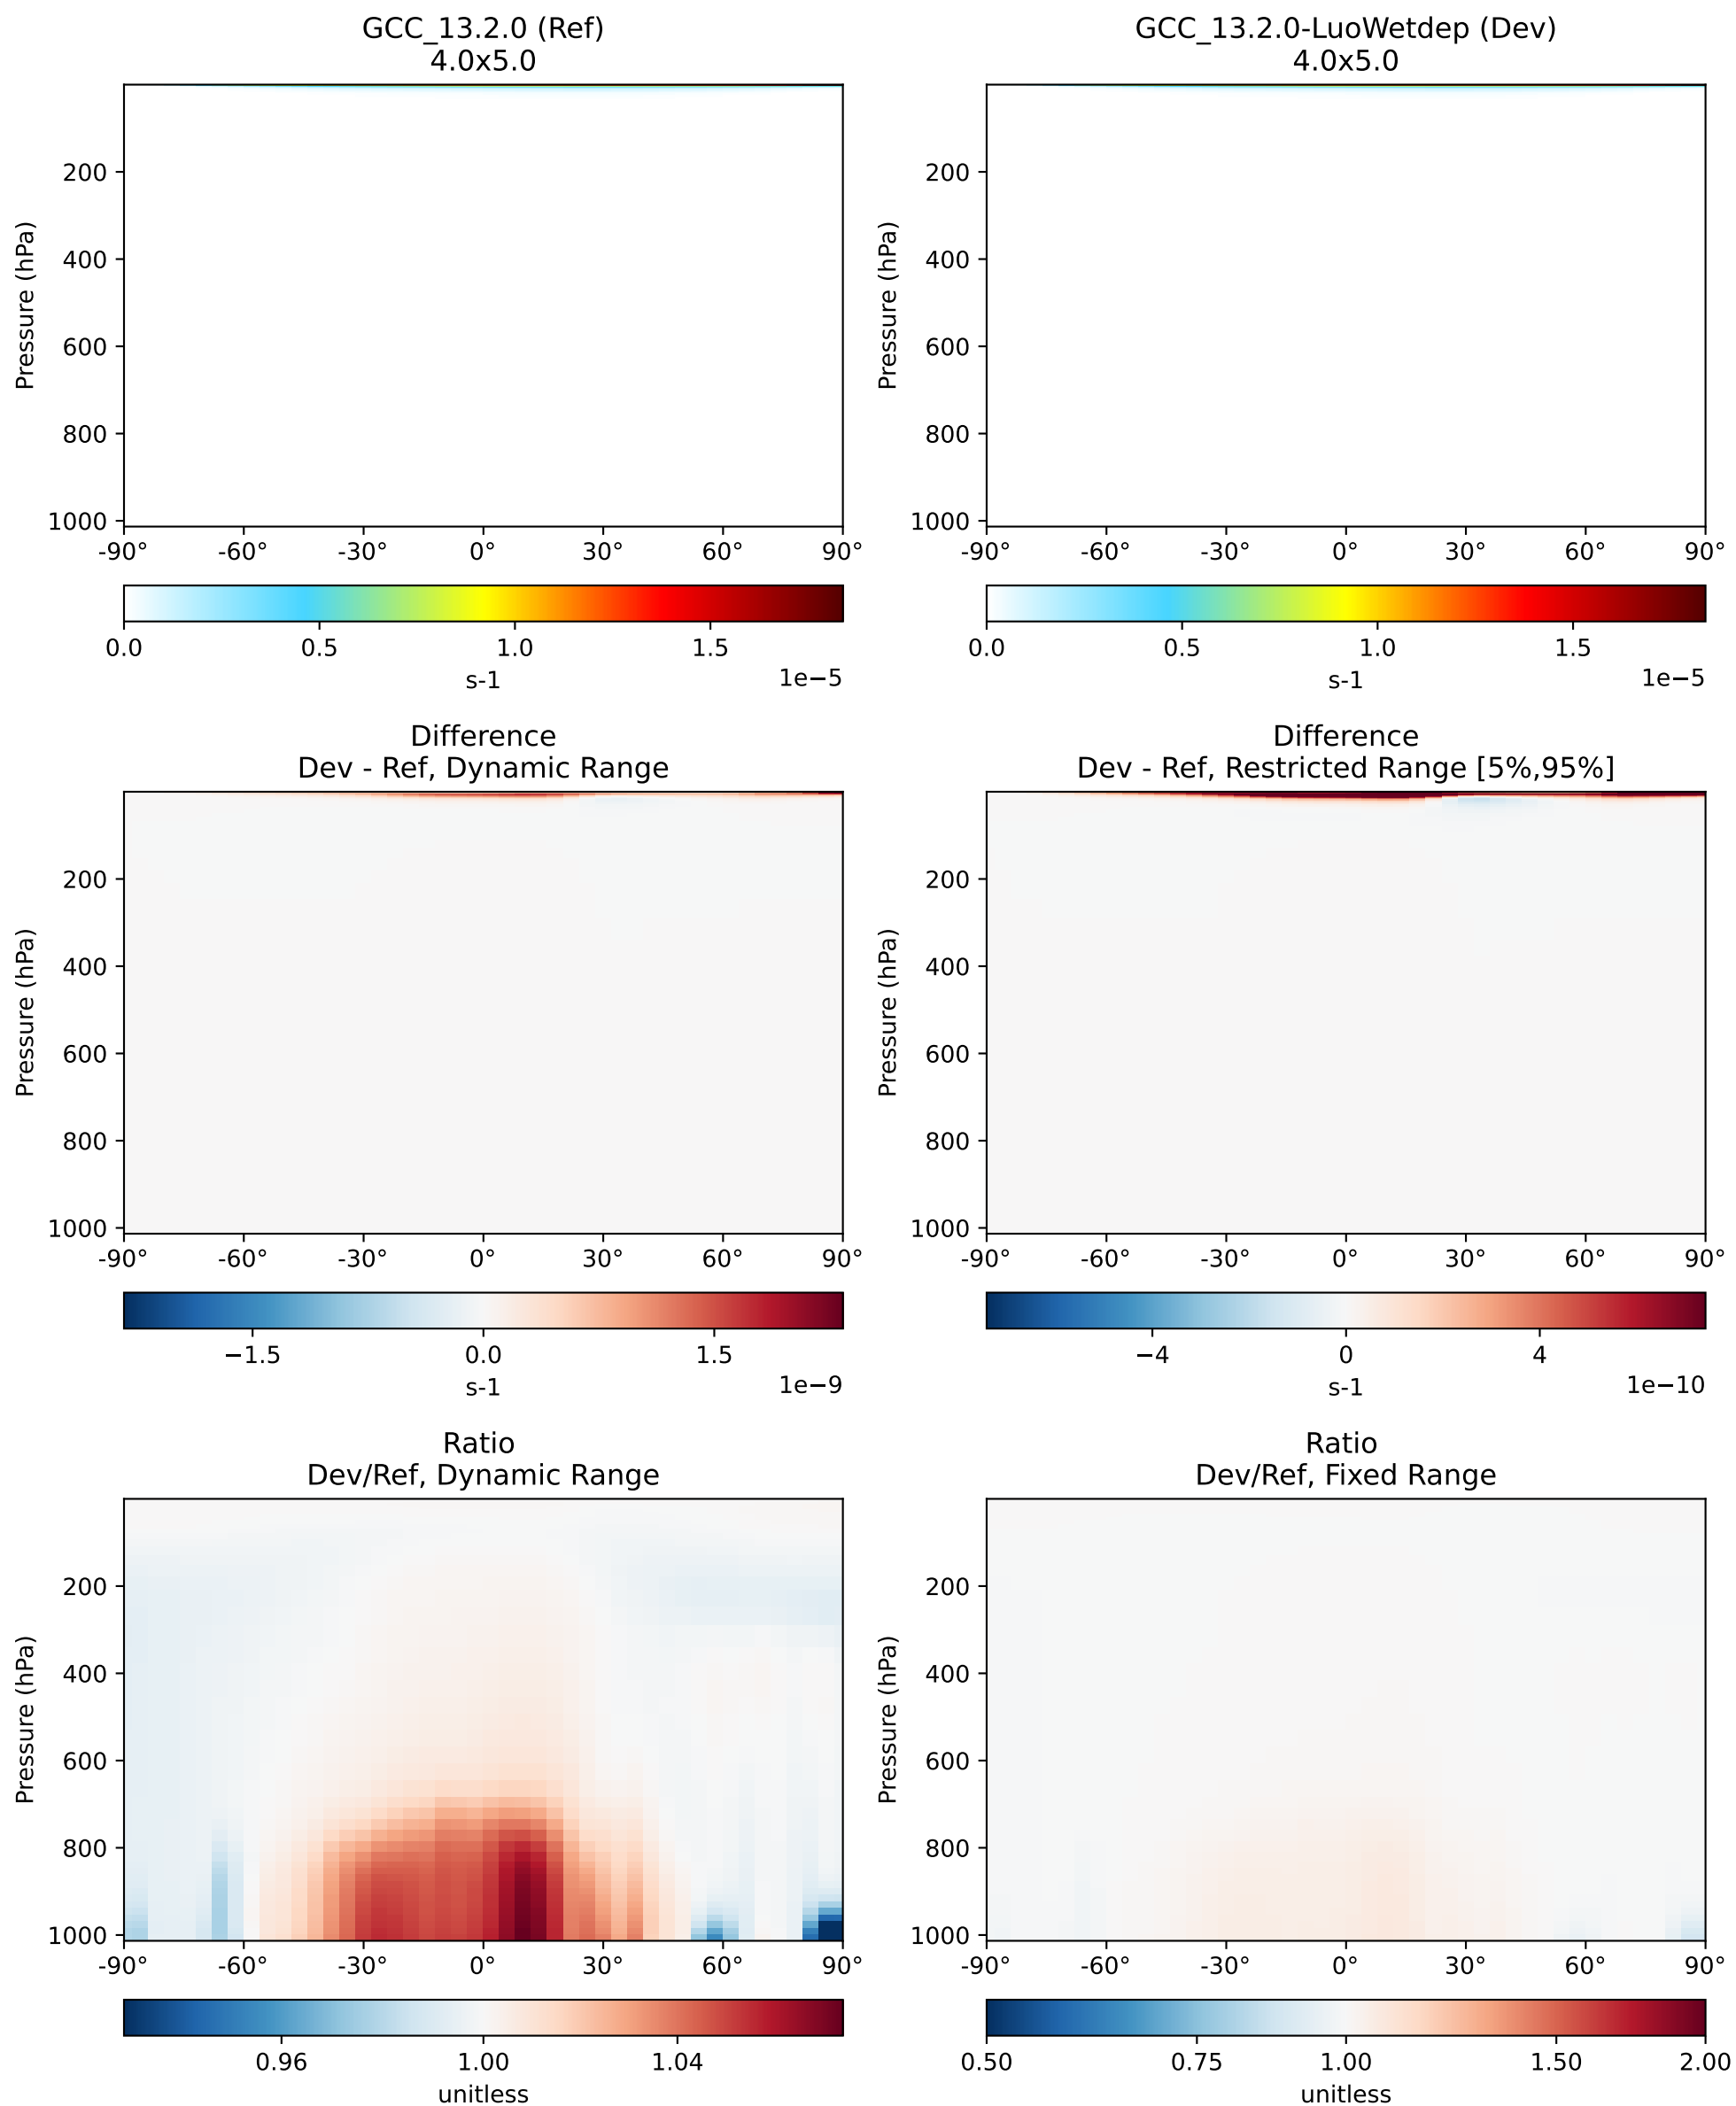 GCC_13.2.0 (Ref)
4.0x5.0
GCC_13.2.0-LuoWetdep (Dev)
4.0x5.0
Pressure (hPa)
200
400
600
800
1000
-90° -60° -30° 0° 30° 60° 90°
0.0 0.5 1.0 1.5
s-1
1e−5
Pressure (hPa)
200
400
600
800
1000
-90° -60° -30° 0° 30° 60° 90°
0.0 0.5 1.0 1.5
s-1
1e−5
Difference
Dev - Ref, Dynamic Range
Pressure (hPa)
200
400
600
800
1000
-90° -60° -30° 0° 30° 60° 90°
−1.5 0.0 1.5
s-1
1e−9
Difference
Dev - Ref, Restricted Range [5%,95%]
Pressure (hPa)
200
400
600
800
1000
-90° -60° -30° 0° 30° 60° 90°
−4 0 4
s-1
1e−10
Ratio
Dev/Ref, Dynamic Range
Pressure (hPa)
200
400
600
800
1000
-90° -60° -30° 0° 30° 60° 90°
0.96 1.00 1.04
unitless
Ratio
Dev/Ref, Fixed Range
Pressure (hPa)
200
400
600
800
1000
-90° -60° -30° 0° 30° 60° 90°
0.50 0.75 1.00 1.50 2.00
unitless